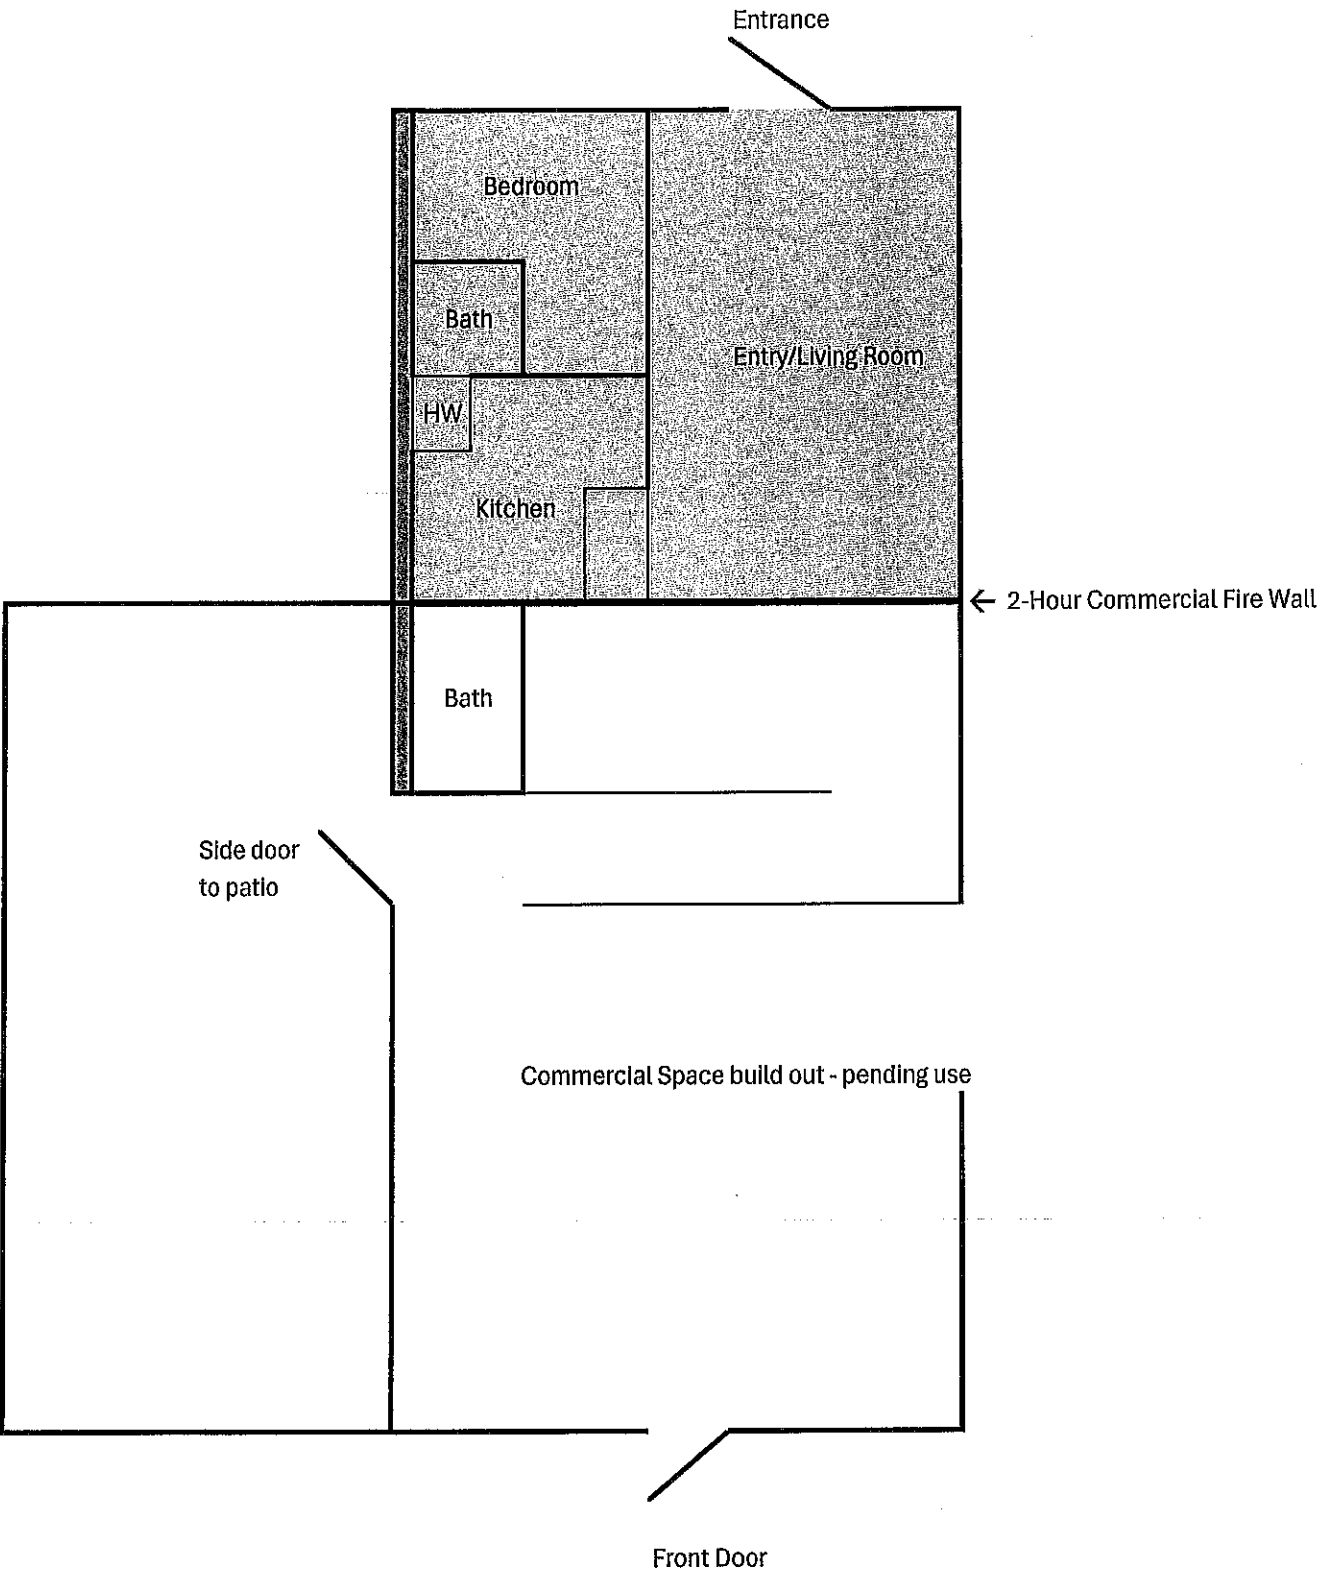 Entrance
Bedroom
Bath
Entry/Living Room
HW
Kitchen
← 2-Hour Commercial Fire Wall
Bath
Side door
to patio
Commercial Space build out - pending use
Front Door